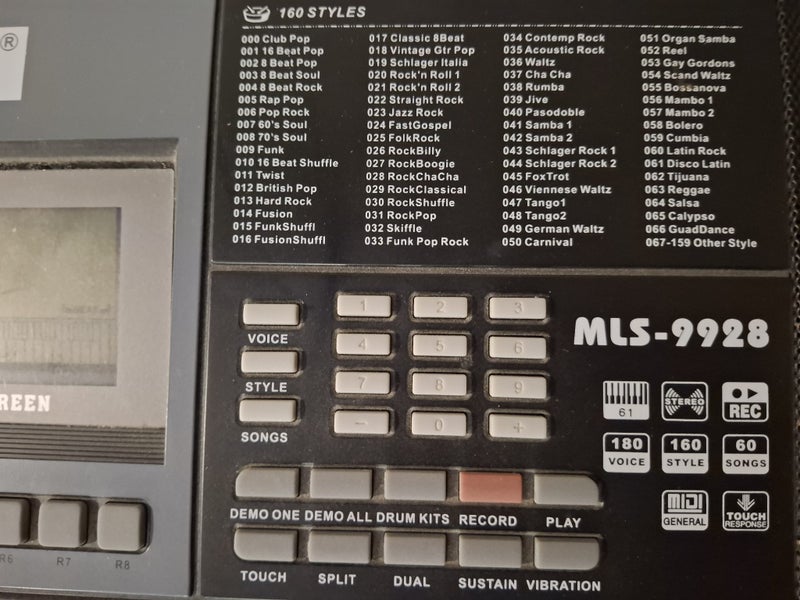 ®
160 STYLES
000 Club Pop
001 16 Beat Pop
002 8 Beat Pop
003 8 Beat Soul
004 8 Beat Rock
005 Rap Pop
006 Pop Rock
007 60's Soul
008 70's Soul
009 Funk
010 16 Beat Shuffle
011 Twist
012 British Pop
013 Hard Rock
014 Fusion
015 FunkShuffl
016 FusionShuffl
017 Classic 8Beat
018 Vintage Gtr Pop
019 Schlager Italia
020 Rock'n Roll 1
021 Rock'n Roll 2
022 Straight Rock
023 Jazz Rock
024 FastGospel
025 FolkRock
026 RockBilly
027 RockBoogie
028 RockChaCha
029 RockClassical
030 RockShuffle
031 RockPop
032 Skiffle
033 Funk Pop Rock
034 Contemp Rock
035 Acoustic Rock
036 Waltz
037 Cha Cha
038 Rumba
039 Jive
040 Pasodoble
041 Samba 1
042 Samba 2
043 Schlager Rock 1
044 Schlager Rock 2
045 FoxTrot
046 Viennese Waltz
047 Tango1
048 Tango2
049 German Waltz
050 Carnival
051 Organ Samba
052 Reel
053 Gay Gordons
054 Scand Waltz
055 Bossanova
056 Mambo 1
057 Mambo 2
058 Bolero
059 Cumbia
060 Latin Rock
061 Disco Latin
062 Tijuana
063 Reggae
064 Salsa
065 Calypso
066 GuadDance
067-159 Other Style
REEN
VOICE
STYLE
SONGS
1 2 3
4 5 6
7 8 9
- 0 +
MLS-9928
61
STEREO
REC
180 VOICE
160 STYLE
60 SONGS
MIDI GENERAL
TOUCH RESPONSE
DEMO ONE DEMO ALL DRUM KITS RECORD PLAY
TOUCH SPLIT DUAL SUSTAIN VIBRATION
R6 R7 R8